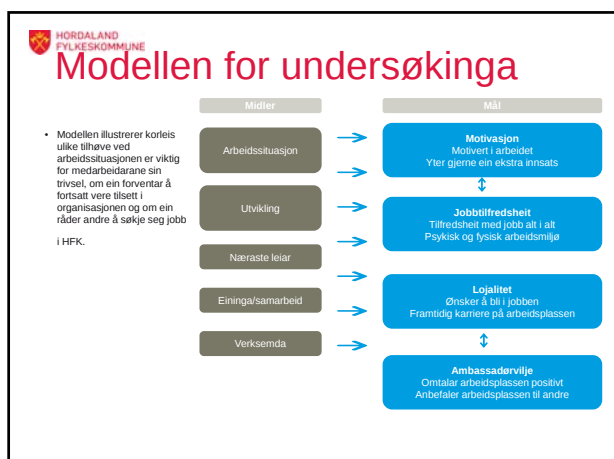 HORDALAND
FYLKESKOMMUNE
Modellen for undersøkinga
Midler
Mål
• Modellen illustrerer korleis
ulike tilhøve ved
arbeidssituasjonen er viktig
for medarbeidarane sin
trivsel, om ein forventar å
fortsatt vere tilsett i
organisasjonen og om ein
råder andre å søkje seg jobb
i HFK.
Arbeidssituasjon
Utvikling
Næraste leiar
Eininga/samarbeid
Verksemda
Motivasjon
Motivert i arbeidet
Yter gjerne ein ekstra innsats
Jobbtilfredsheit
Tilfredsheit med jobb alt i alt
Psykisk og fysisk arbeidsmiljø
Lojalitet
Ønsker å bli i jobben
Framtidig karriere på arbeidsplassen
Ambassadørvilje
Omtalar arbeidsplassen positivt
Anbefaler arbeidsplassen til andre